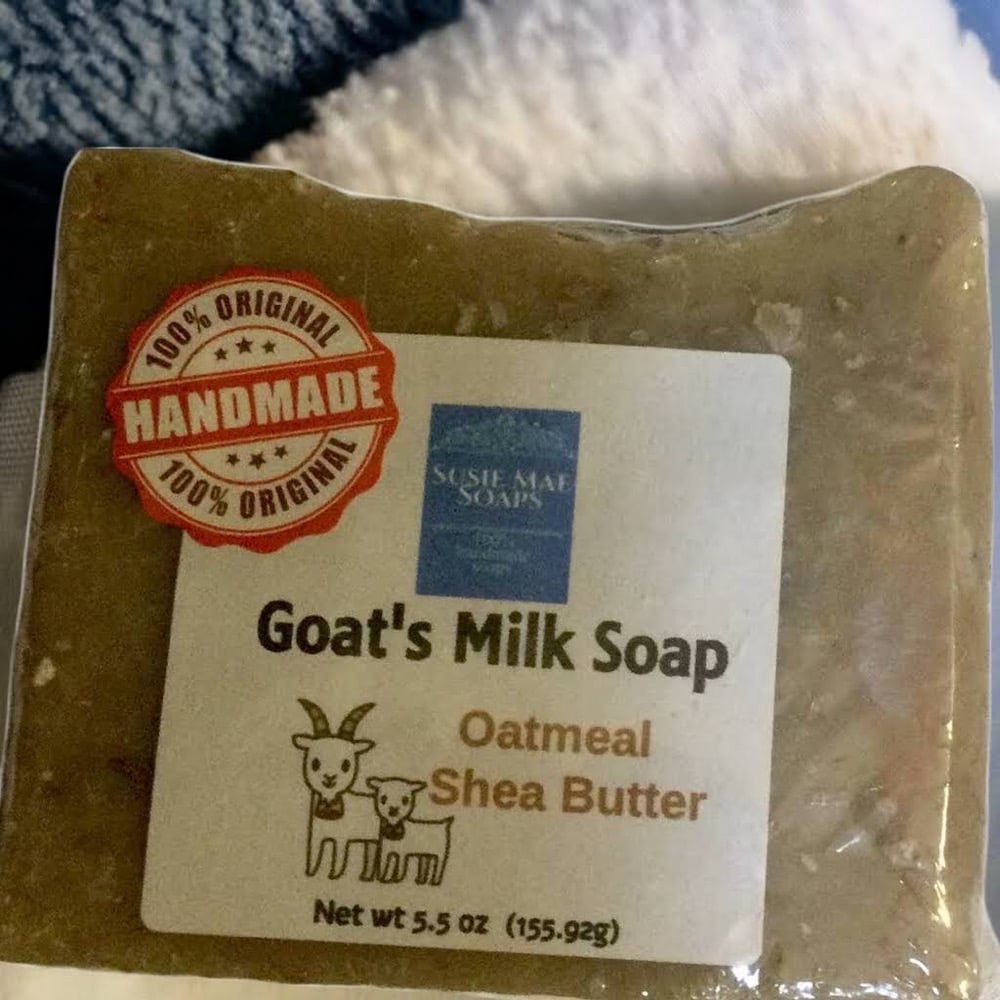 100% ORIGINAL
HANDMADE
100% ORIGINAL
SUSIE MAE
SOAPS
Goat's Milk Soap
Oatmeal
Shea Butter
Net wt 5.5 oz (155.92g)